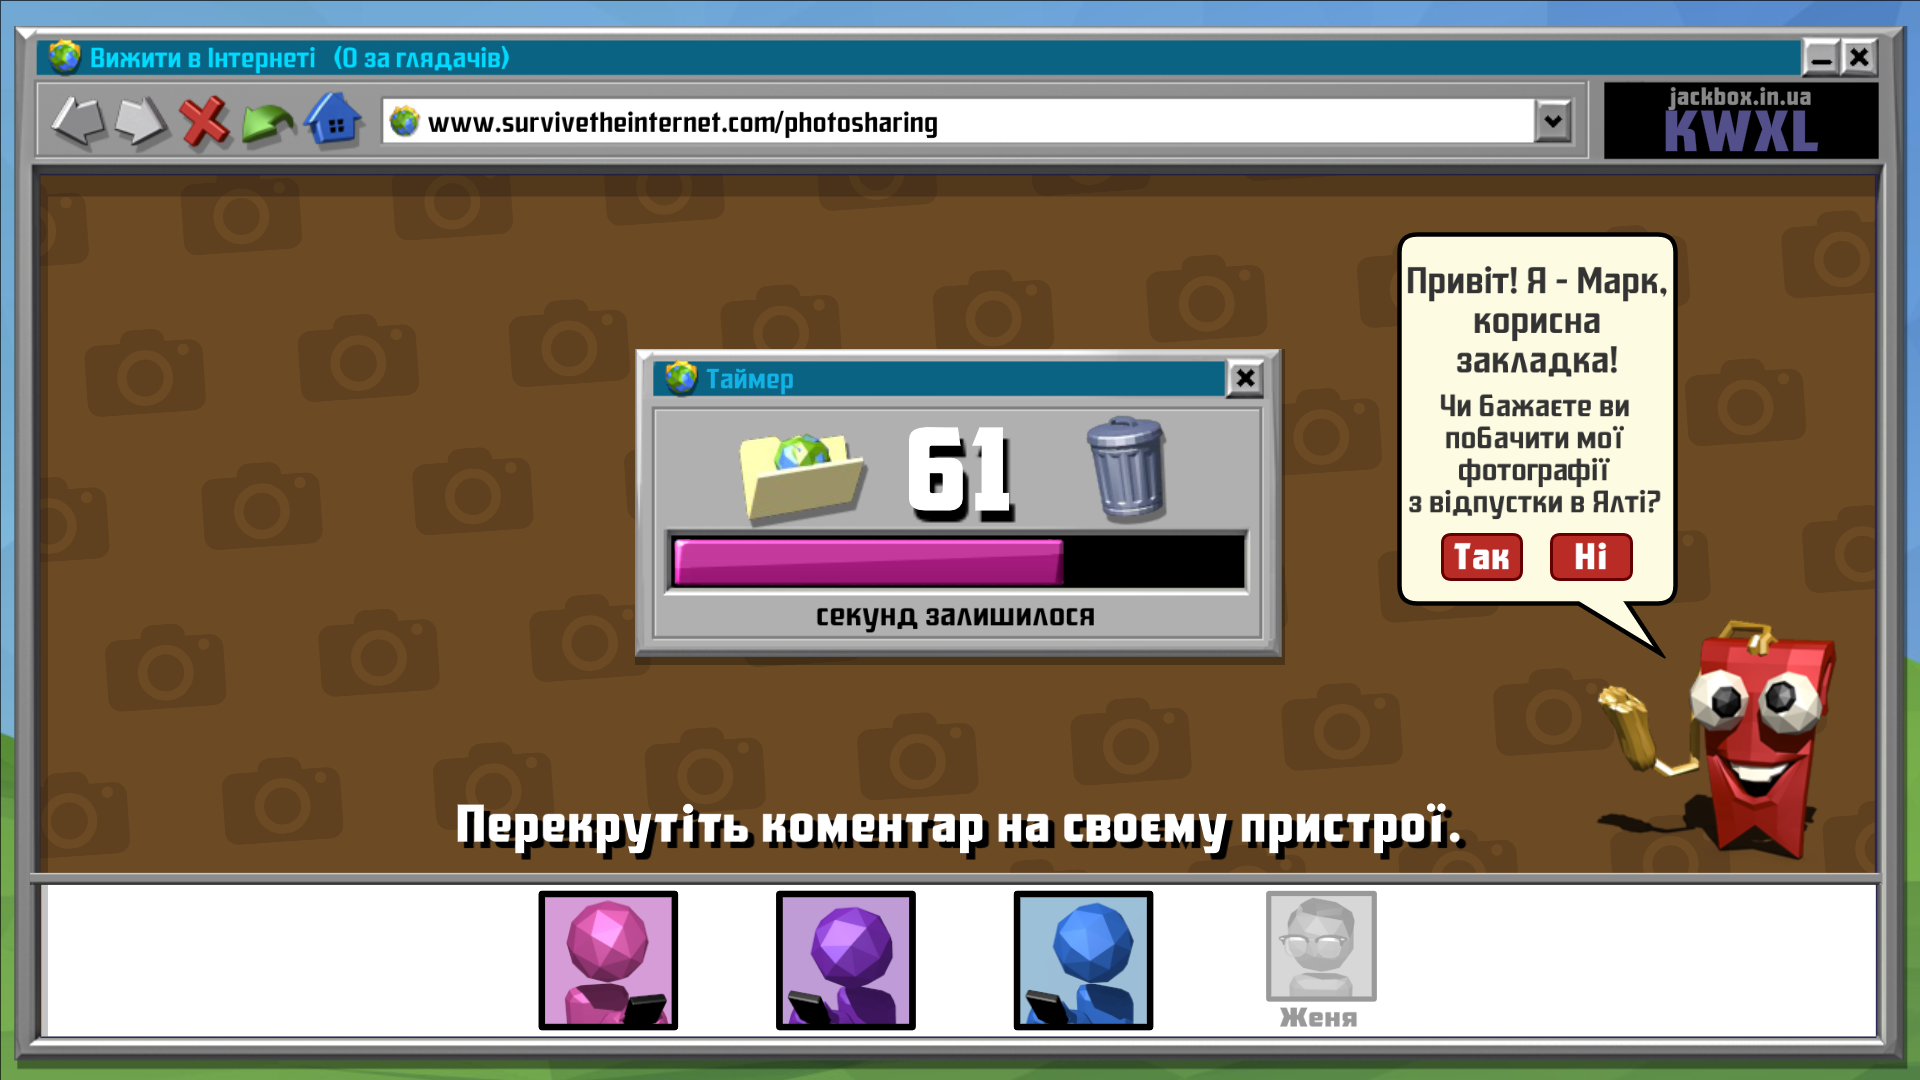 Вижити в Інтернеті (0 за глядачів)
www.survivetheinternet.com/photosharing
jackbox.in.ua
KWXL
Привіт! Я - Марк,
корисна
закладка!
Чи бажаєте ви
побачити мої
фотографії
з відпустки в Ялті?
Так Ні
Таймер
61
секунд залишилося
Перекрутіть коментар на своєму пристрої.
Женя